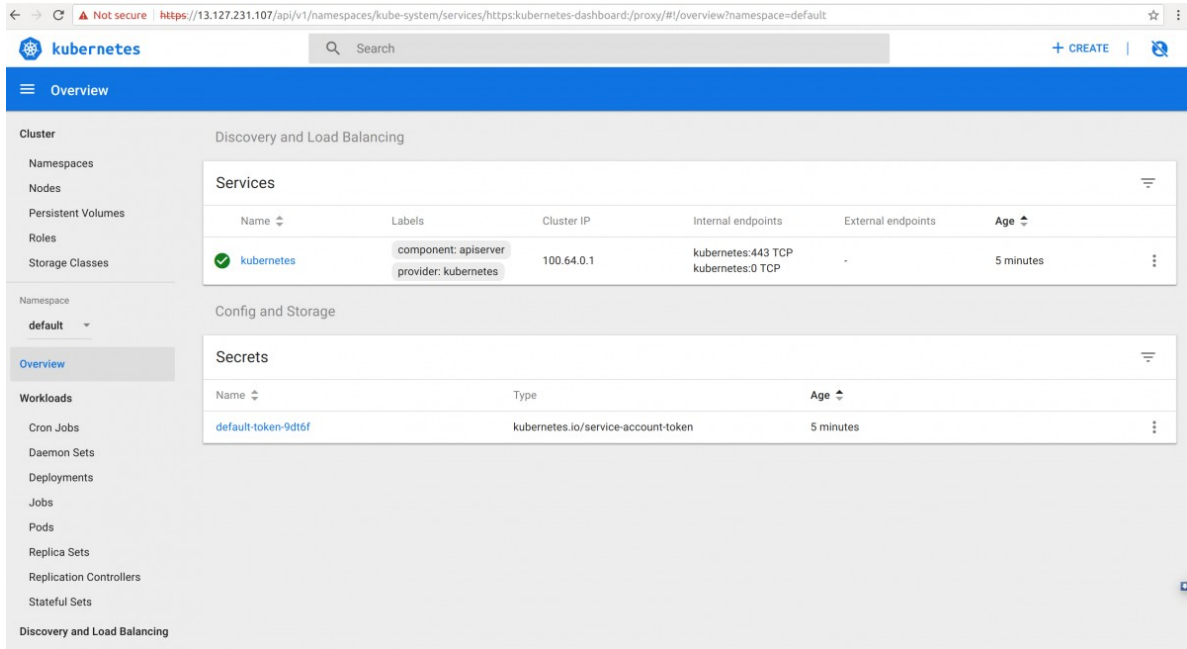 Not secure https://13.127.231.107/api/v1/namespaces/kube-system/services/https:kubernetes-dashboard:/proxy/#!/overview?namespace=default
kubernetes
Search
+ CREATE |
Overview
Cluster
Namespaces
Nodes
Persistent Volumes
Roles
Storage Classes
Namespace
default
Overview
Workloads
Cron Jobs
Daemon Sets
Deployments
Jobs
Pods
Replica Sets
Replication Controllers
Stateful Sets
Discovery and Load Balancing
Discovery and Load Balancing
Services
Name Labels Cluster IP Internal endpoints External endpoints Age
kubernetes component: apiserver provider: kubernetes 100.64.0.1 kubernetes:443 TCP kubernetes:0 TCP - 5 minutes
Config and Storage
Secrets
Name Type Age
default-token-9dt6f kubernetes.io/service-account-token 5 minutes